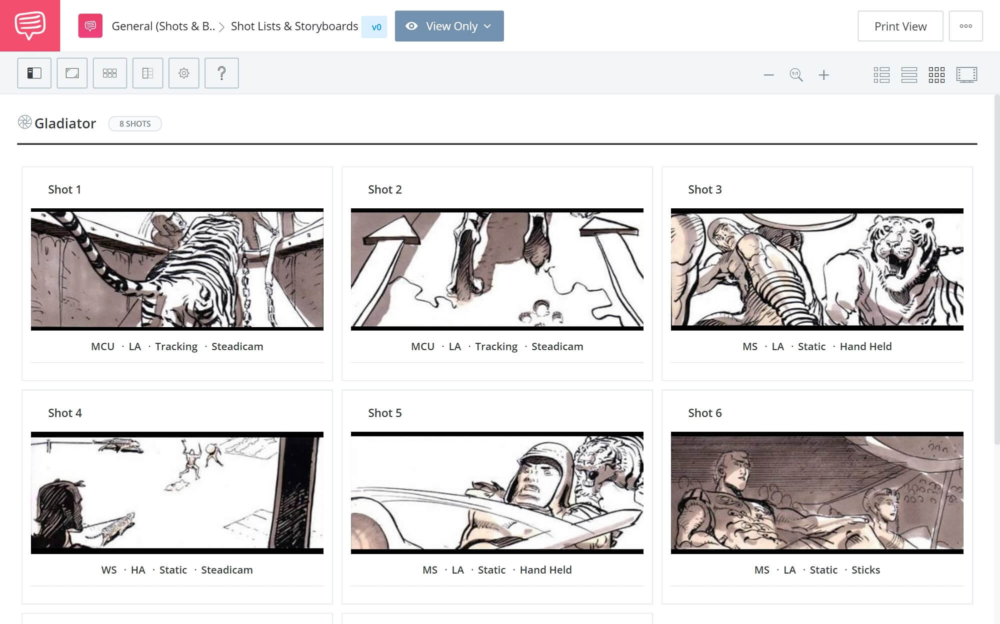 General (Shots & B.. > Shot Lists & Storyboards v0 View Only Print View
1:1
Gladiator 8 SHOTS
Shot 1 Shot 2 Shot 3
MCU · LA · Tracking · Steadicam MCU · LA · Tracking · Steadicam MS · LA · Static · Hand Held
Shot 4 Shot 5 Shot 6
WS · HA · Static · Steadicam MS · LA · Static · Hand Held MS · LA · Static · Sticks